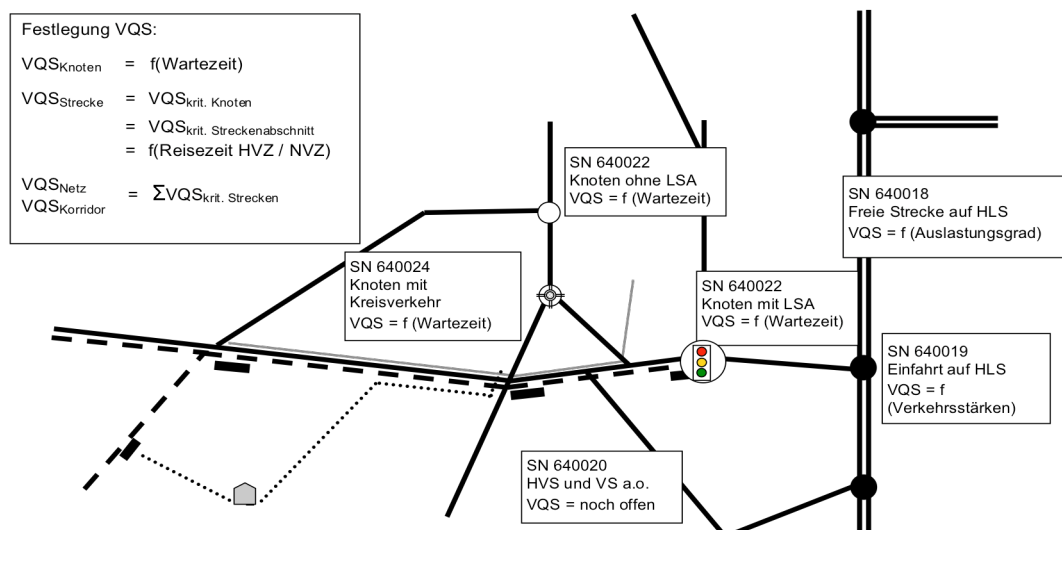 Festlegung VQS:
VQSKnoten = f(Wartezeit)
VQSStrecke = VQSkrit. Knoten
= VQSkrit. Streckenabschnitt
= f(Reisezeit HVZ / NVZ)
VQSNetz
VQSKorridor = ΣVQSkrit. Strecken
SN 640022
Knoten ohne LSA
VQS = f (Wartezeit)
SN 640018
Freie Strecke auf HLS
VQS = f (Auslastungsgrad)
SN 640024
Knoten mit
Kreisverkehr
VQS = f (Wartezeit)
SN 640022
Knoten mit LSA
VQS = f (Wartezeit)
SN 640019
Einfahrt auf HLS
VQS = f
(Verkehrsstärken)
SN 640020
HVS und VS a.o.
VQS = noch offen